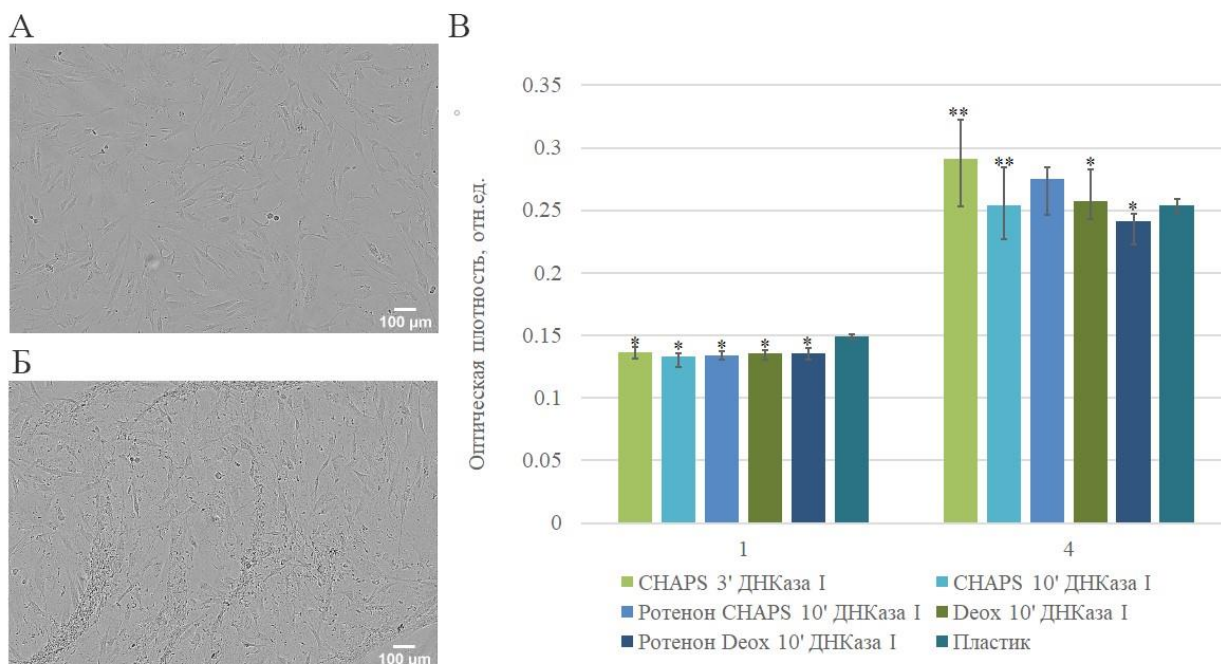 А
100 µm
Б
100 µm
В
Оптическая плотность, отн.ед.
0.35
0.3
0.25
0.2
0.15
0.1
0.05
0
** ** * *
* * * * *
1 4
CHAPS 3' ДНКаза I CHAPS 10' ДНКаза I
Ротенон CHAPS 10' ДНКаза I Deox 10' ДНКаза I
Ротенон Deox 10' ДНКаза I Пластик